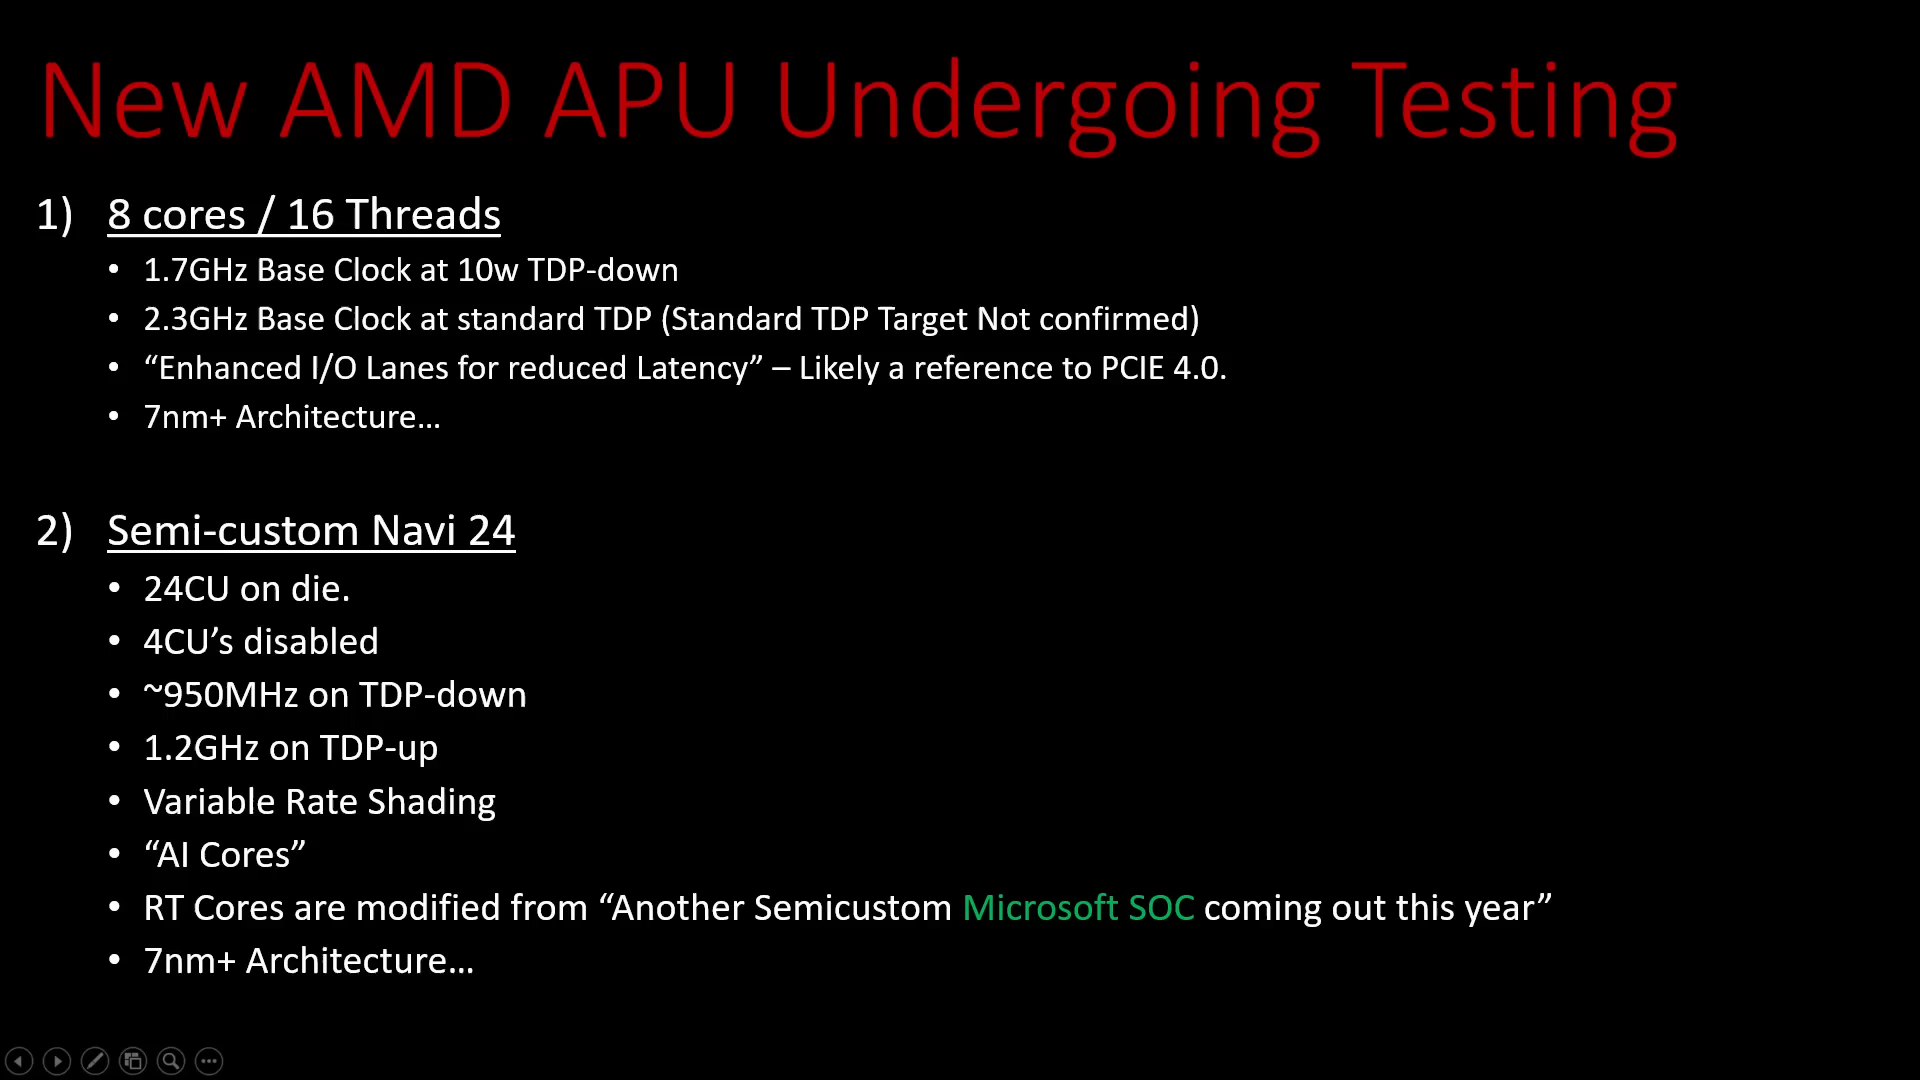 New AMD APU Undergoing Testing
1) 8 cores / 16 Threads
• 1.7GHz Base Clock at 10w TDP-down
• 2.3GHz Base Clock at standard TDP (Standard TDP Target Not confirmed)
• “Enhanced I/O Lanes for reduced Latency” – Likely a reference to PCIE 4.0.
• 7nm+ Architecture…
2) Semi-custom Navi 24
• 24CU on die.
• 4CU’s disabled
• ~950MHz on TDP-down
• 1.2GHz on TDP-up
• Variable Rate Shading
• “AI Cores”
• RT Cores are modified from “Another Semicustom Microsoft SOC coming out this year”
• 7nm+ Architecture…